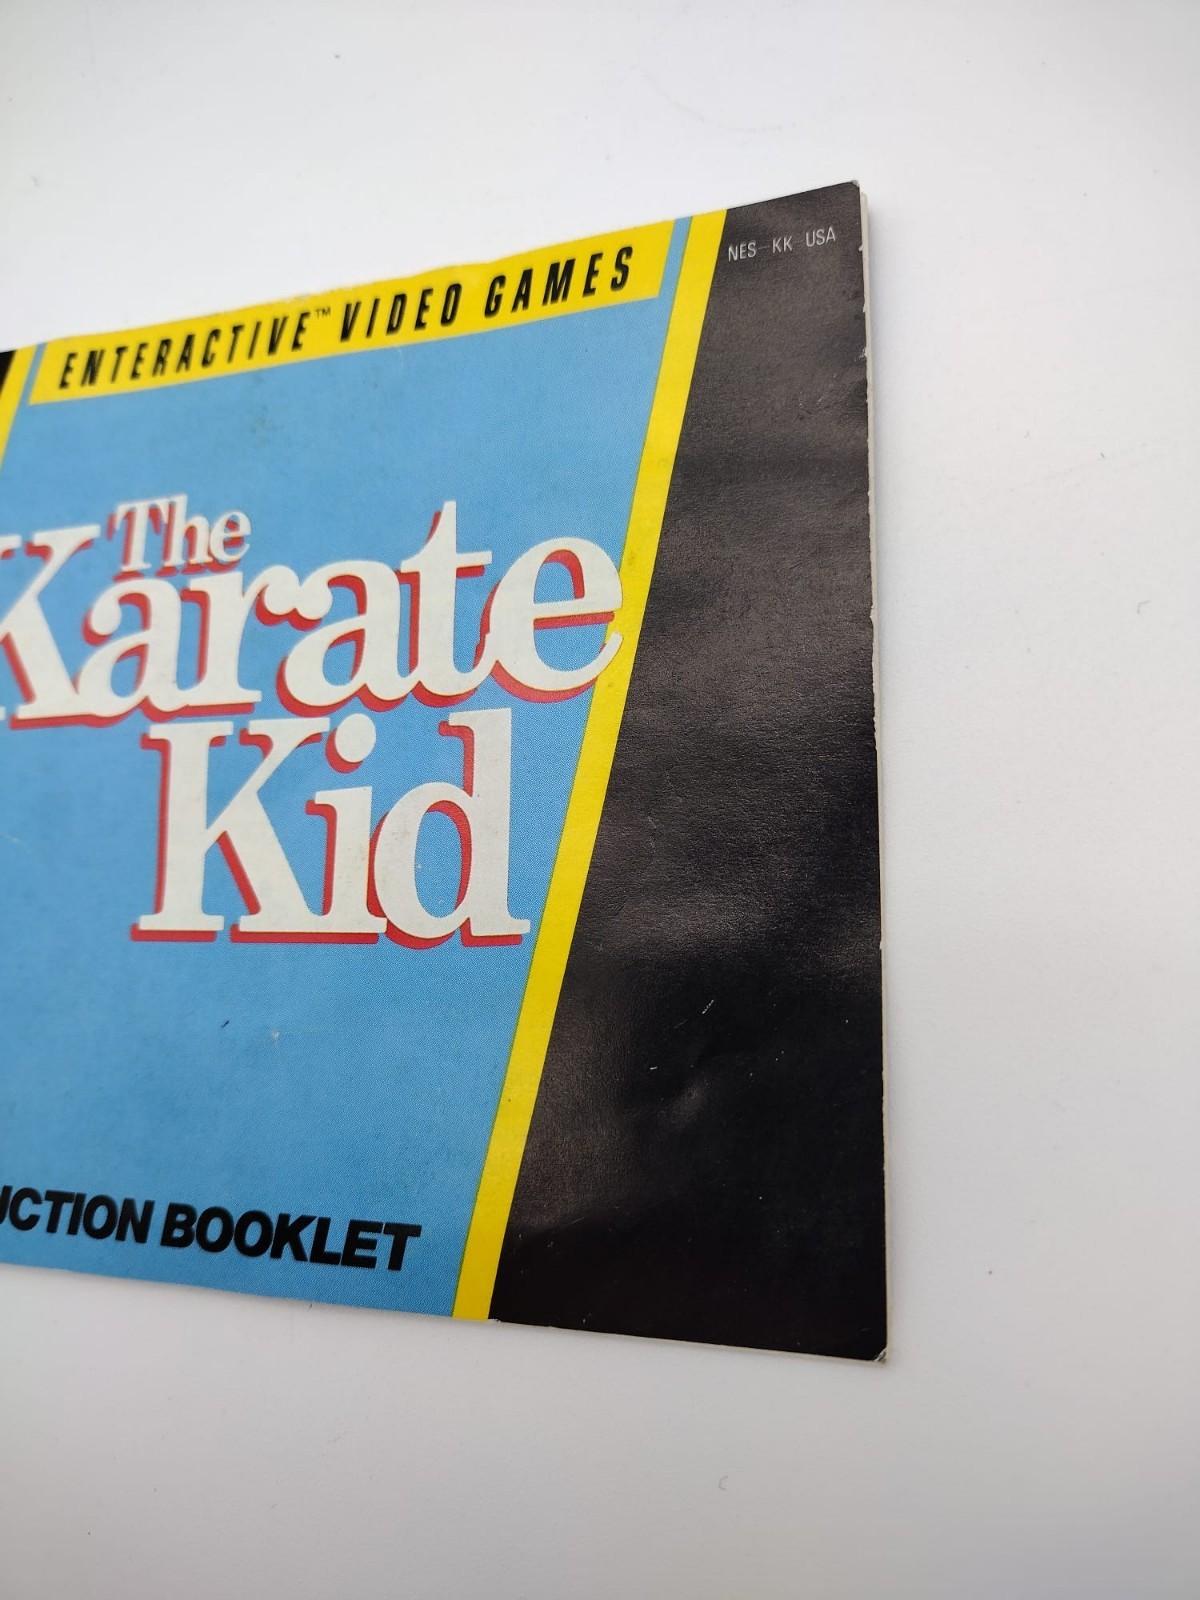 NES-KK-USA
ENTERACTIVE™ VIDEO GAMES
The
Karate
Kid
UCTION BOOKLET